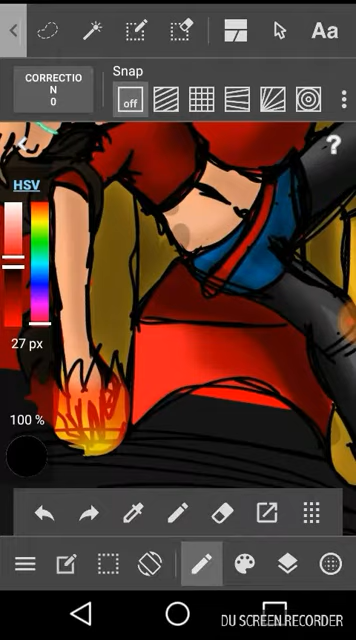 Aa
CORRECTIO
N
0
Snap
off
?
HSV
27 px
100 %
DU SCREEN RECORDER